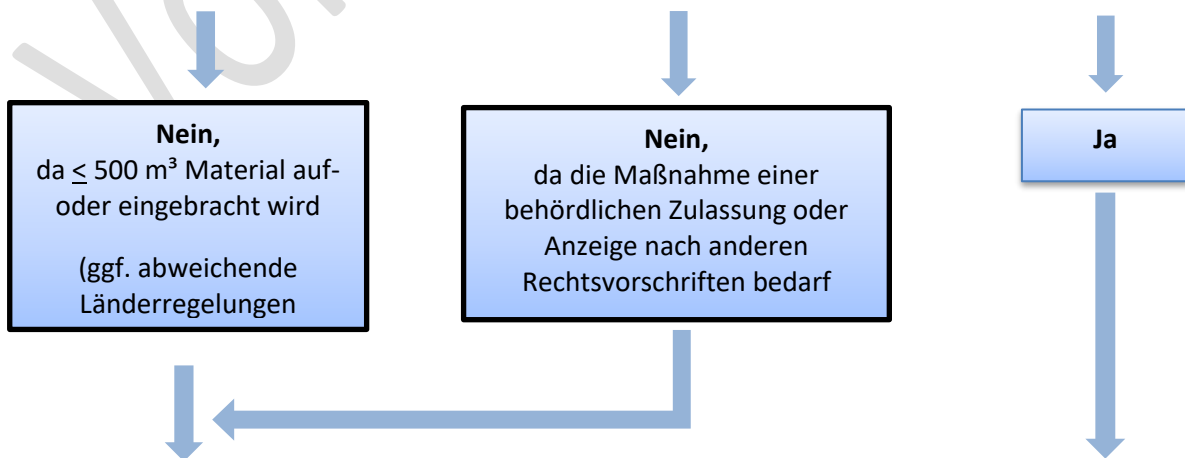 Nein,
da ≤ 500 m³ Material auf-
oder eingebracht wird
(ggf. abweichende
Länderregelungen
Nein,
da die Maßnahme einer
behördlichen Zulassung oder
Anzeige nach anderen
Rechtsvorschriften bedarf
Ja